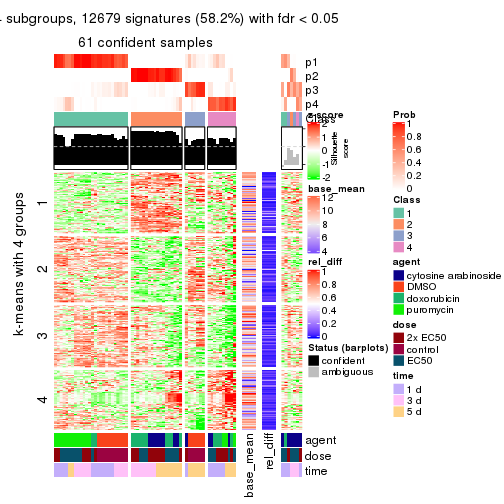 subgroups, 12679 signatures (58.2%) with fdr < 0.05
61 confident samples
p1
p2
p3
p4
Class
z-score
2
1
0
-1
-2
Silhouette
score
base_mean
12
10
8
6
4
rel_diff
1
0.8
0.6
0.4
0.2
0
Status (barplots)
confident
ambiguous
Prob
1
0.8
0.6
0.4
0.2
0
Class
1
2
3
4
agent
cytosine arabinoside
DMSO
doxorubicin
puromycin
dose
2x EC50
control
EC50
time
1 d
3 d
5 d
k-means with 4 groups
1
2
3
4
agent
dose
time
base_mean
rel_diff